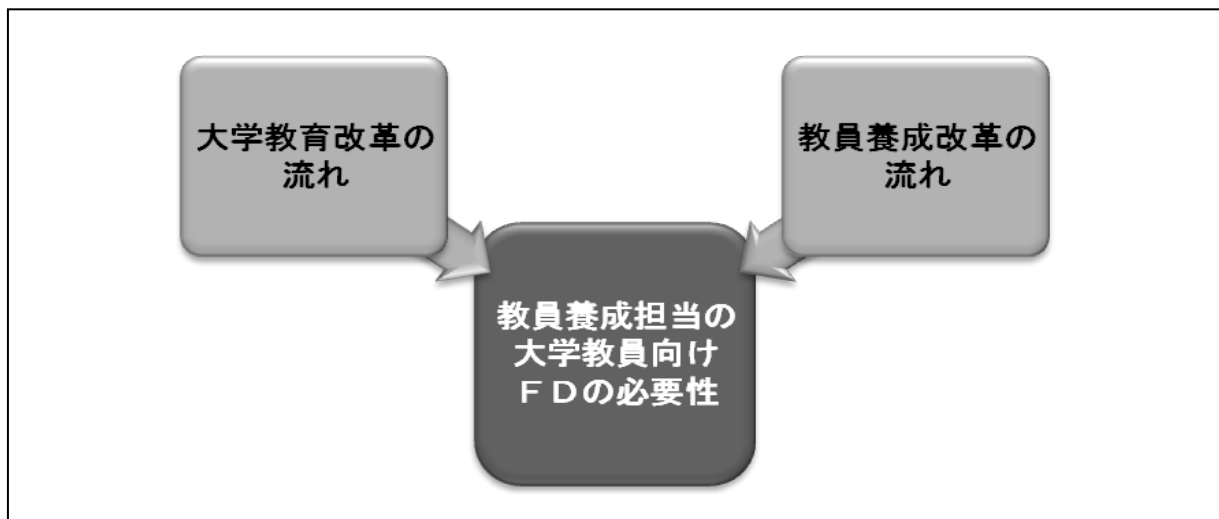 大学教育改革の
流れ
教員養成改革の
流れ
教員養成担当の
大学教員向け
ＦＤの必要性